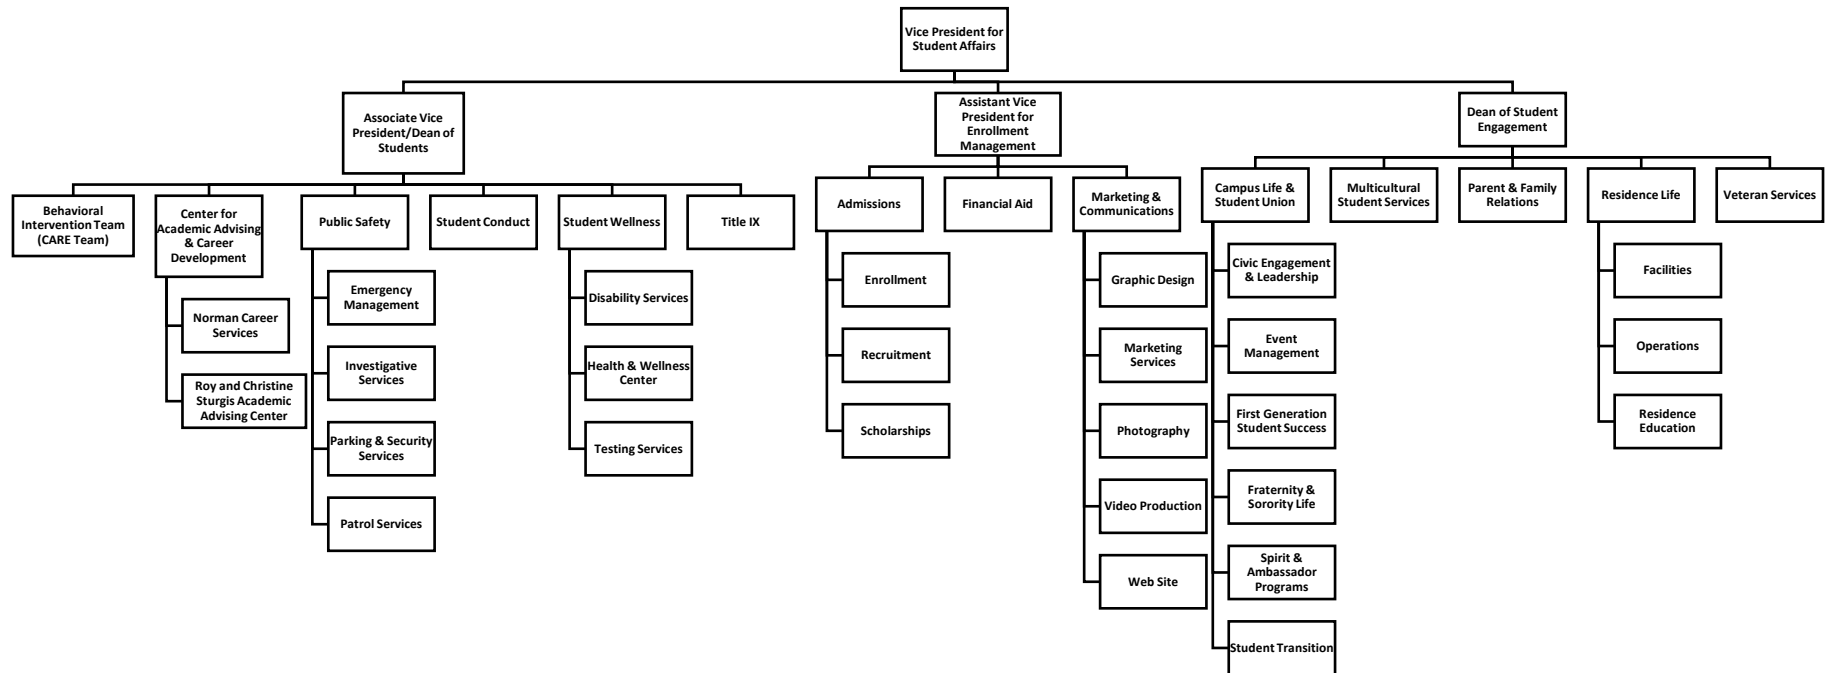 Vice President for
Student Affairs
Associate Vice
President/Dean of
Students
Assistant Vice
President for
Enrollment
Management
Dean of Student
Engagement
Behavioral
Intervention Team
(CARE Team)
Center for
Academic Advising
& Career
Development
Public Safety
Student Conduct
Student Wellness
Title IX
Admissions
Financial Aid
Marketing &
Communications
Campus Life &
Student Union
Multicultural
Student Services
Parent & Family
Relations
Residence Life
Veteran Services
Norman Career
Services
Roy and Christine
Sturgis Academic
Advising Center
Emergency
Management
Investigative
Services
Parking & Security
Services
Patrol Services
Disability Services
Health & Wellness
Center
Testing Services
Enrollment
Recruitment
Scholarships
Graphic Design
Marketing
Services
Photography
Video Production
Web Site
Civic Engagement
& Leadership
Event
Management
First Generation
Student Success
Fraternity &
Sorority Life
Spirit &
Ambassador
Programs
Student Transition
Facilities
Operations
Residence
Education